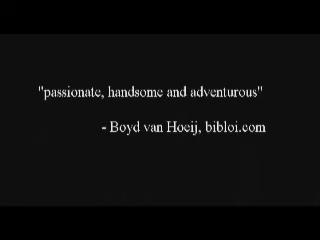 "passionate, handsome and adventurous"
- Boyd van Hoeij, bibloi.com